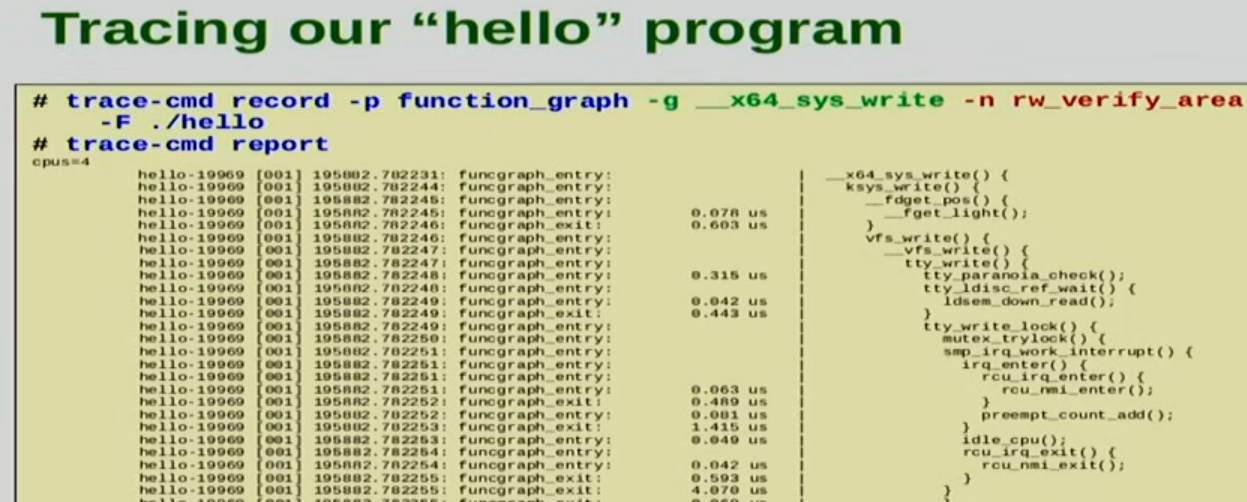 Tracing our “hello” program
# trace-cmd record -p function_graph -g __x64_sys_write -n rw_verify_area
-F ./hello
# trace-cmd report
cpus=4
hello-19969 [001] 195882.782231: funcgraph_entry: | __x64_sys_write() {
hello-19969 [001] 195882.782244: funcgraph_entry: | ksys_write() {
hello-19969 [001] 195882.782245: funcgraph_entry: | __fdget_pos() {
hello-19969 [001] 195882.782245: funcgraph_entry: 0.078 us | __fget_light();
hello-19969 [001] 195882.782246: funcgraph_exit: 0.603 us | }
hello-19969 [001] 195882.782246: funcgraph_entry: | vfs_write() {
hello-19969 [001] 195882.782247: funcgraph_entry: | __vfs_write() {
hello-19969 [001] 195882.782247: funcgraph_entry: | tty_write() {
hello-19969 [001] 195882.782248: funcgraph_entry: 0.315 us | tty_paranoia_check();
hello-19969 [001] 195882.782248: funcgraph_entry: | tty_ldisc_ref_wait() {
hello-19969 [001] 195882.782249: funcgraph_entry: 0.042 us | ldsem_down_read();
hello-19969 [001] 195882.782249: funcgraph_exit: 0.443 us | }
hello-19969 [001] 195882.782249: funcgraph_entry: | tty_write_lock() {
hello-19969 [001] 195882.782250: funcgraph_entry: | mutex_trylock() {
hello-19969 [001] 195882.782251: funcgraph_entry: | smp_irq_work_interrupt() {
hello-19969 [001] 195882.782251: funcgraph_entry: | irq_enter() {
hello-19969 [001] 195882.782251: funcgraph_entry: | rcu_irq_enter() {
hello-19969 [001] 195882.782251: funcgraph_entry: 0.063 us | rcu_nmi_enter();
hello-19969 [001] 195882.782252: funcgraph_exit: 0.489 us | }
hello-19969 [001] 195882.782252: funcgraph_entry: 0.081 us | preempt_count_add();
hello-19969 [001] 195882.782253: funcgraph_exit: 1.415 us | }
hello-19969 [001] 195882.782253: funcgraph_entry: 0.049 us | idle_cpu();
hello-19969 [001] 195882.782254: funcgraph_entry: | rcu_irq_exit() {
hello-19969 [001] 195882.782254: funcgraph_entry: 0.042 us | rcu_nmi_exit();
hello-19969 [001] 195882.782255: funcgraph_exit: 0.593 us | }
hello-19969 [001] 195882.782255: funcgraph_exit: 4.070 us | }